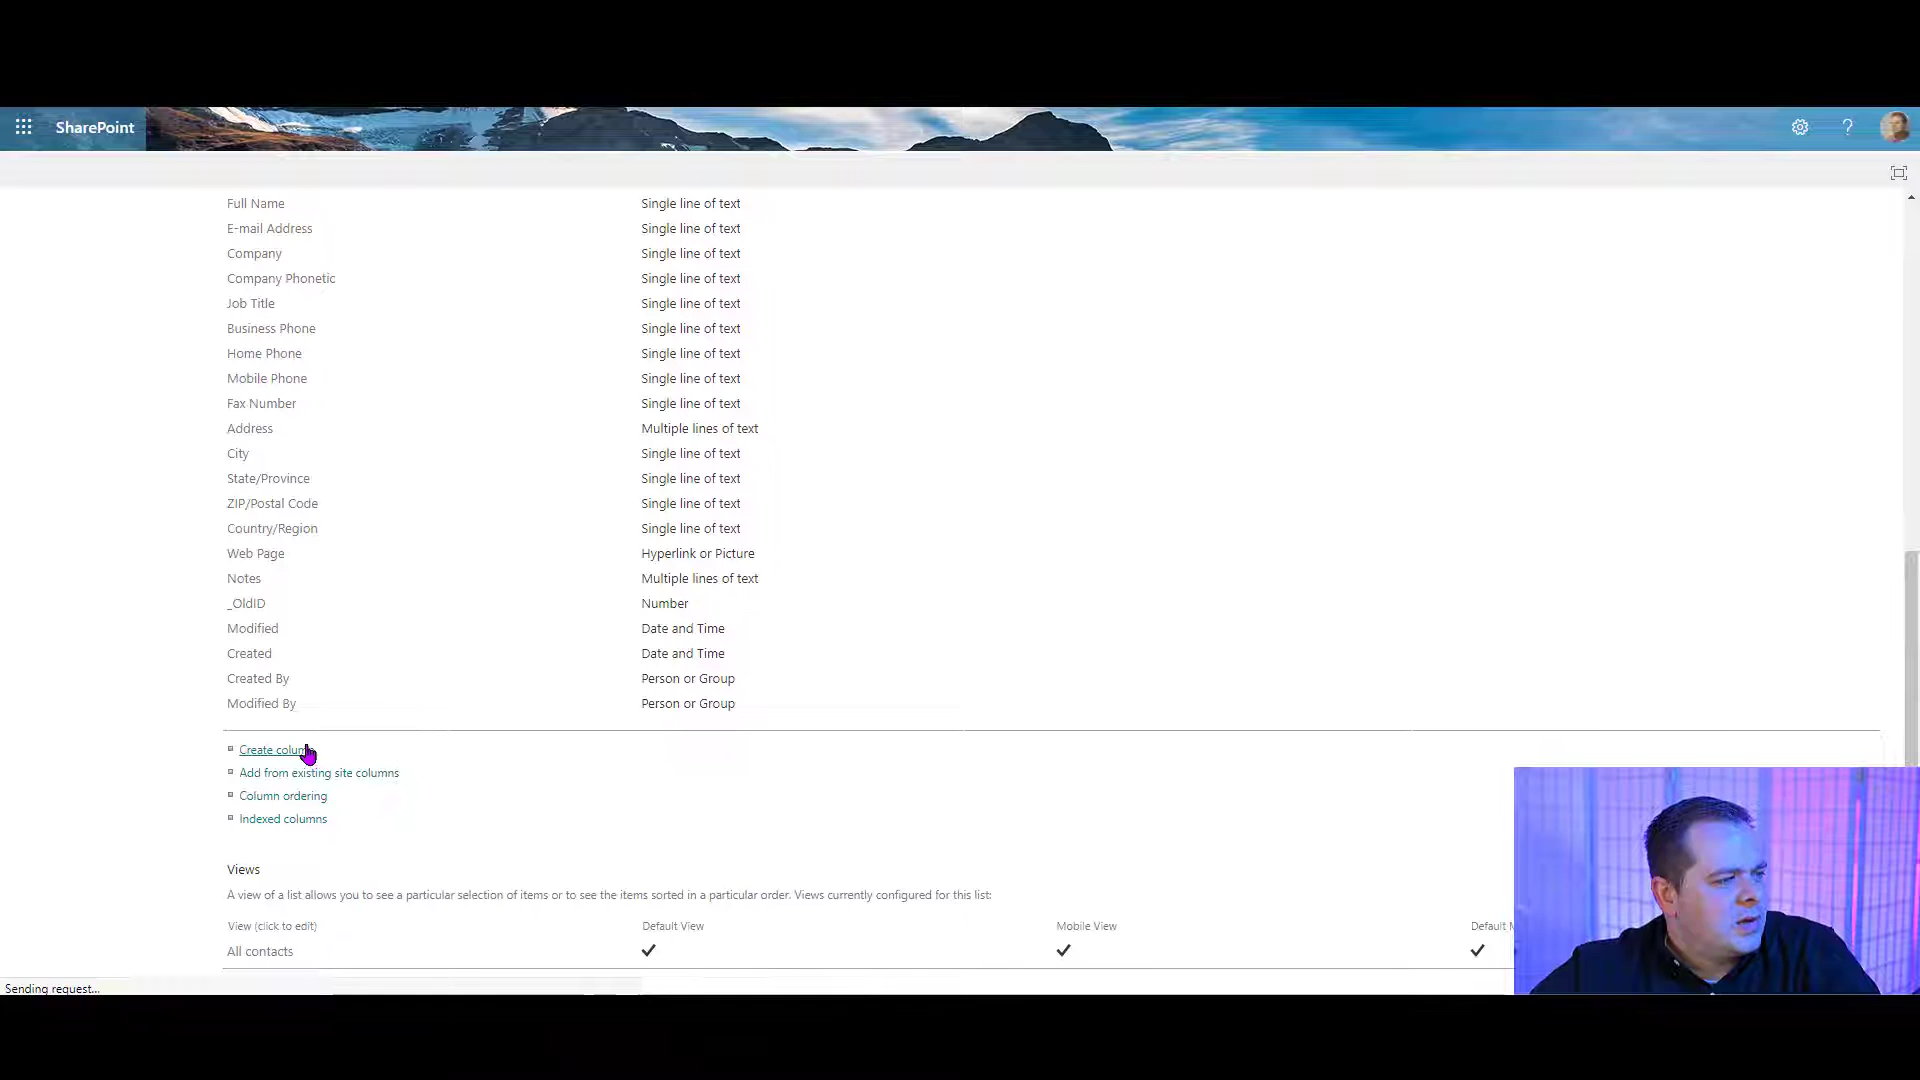 SharePoint
Full Name Single line of text
E-mail Address Single line of text
Company Single line of text
Company Phonetic Single line of text
Job Title Single line of text
Business Phone Single line of text
Home Phone Single line of text
Mobile Phone Single line of text
Fax Number Single line of text
Address Multiple lines of text
City Single line of text
State/Province Single line of text
ZIP/Postal Code Single line of text
Country/Region Single line of text
Web Page Hyperlink or Picture
Notes Multiple lines of text
_OldID Number
Modified Date and Time
Created Date and Time
Created By Person or Group
Modified By Person or Group
Create column
Add from existing site columns
Column ordering
Indexed columns
Views
A view of a list allows you to see a particular selection of items or to see the items sorted in a particular order. Views currently configured for this list:
View (click to edit) Default View Mobile View Default M
All contacts
Sending request...